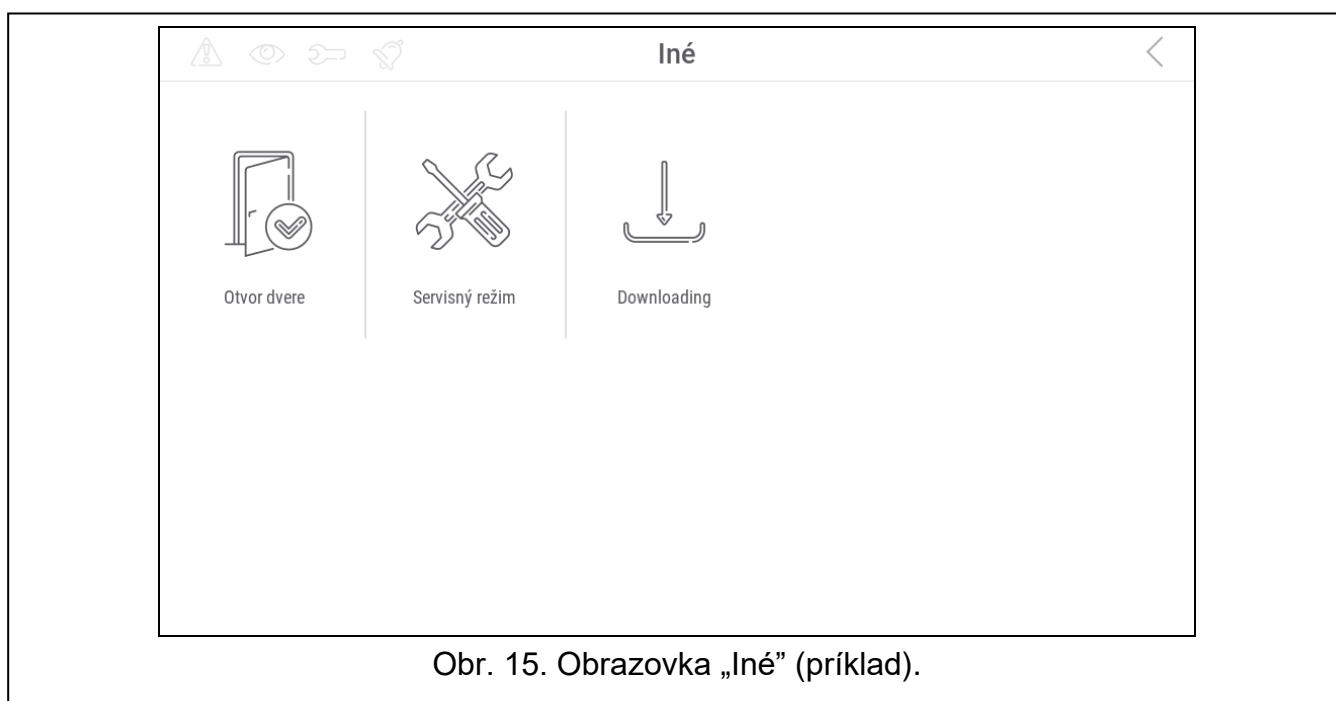 Iné
Otvor dvere
Servisný režim
Downloading
Obr. 15. Obrazovka „Iné” (príklad).